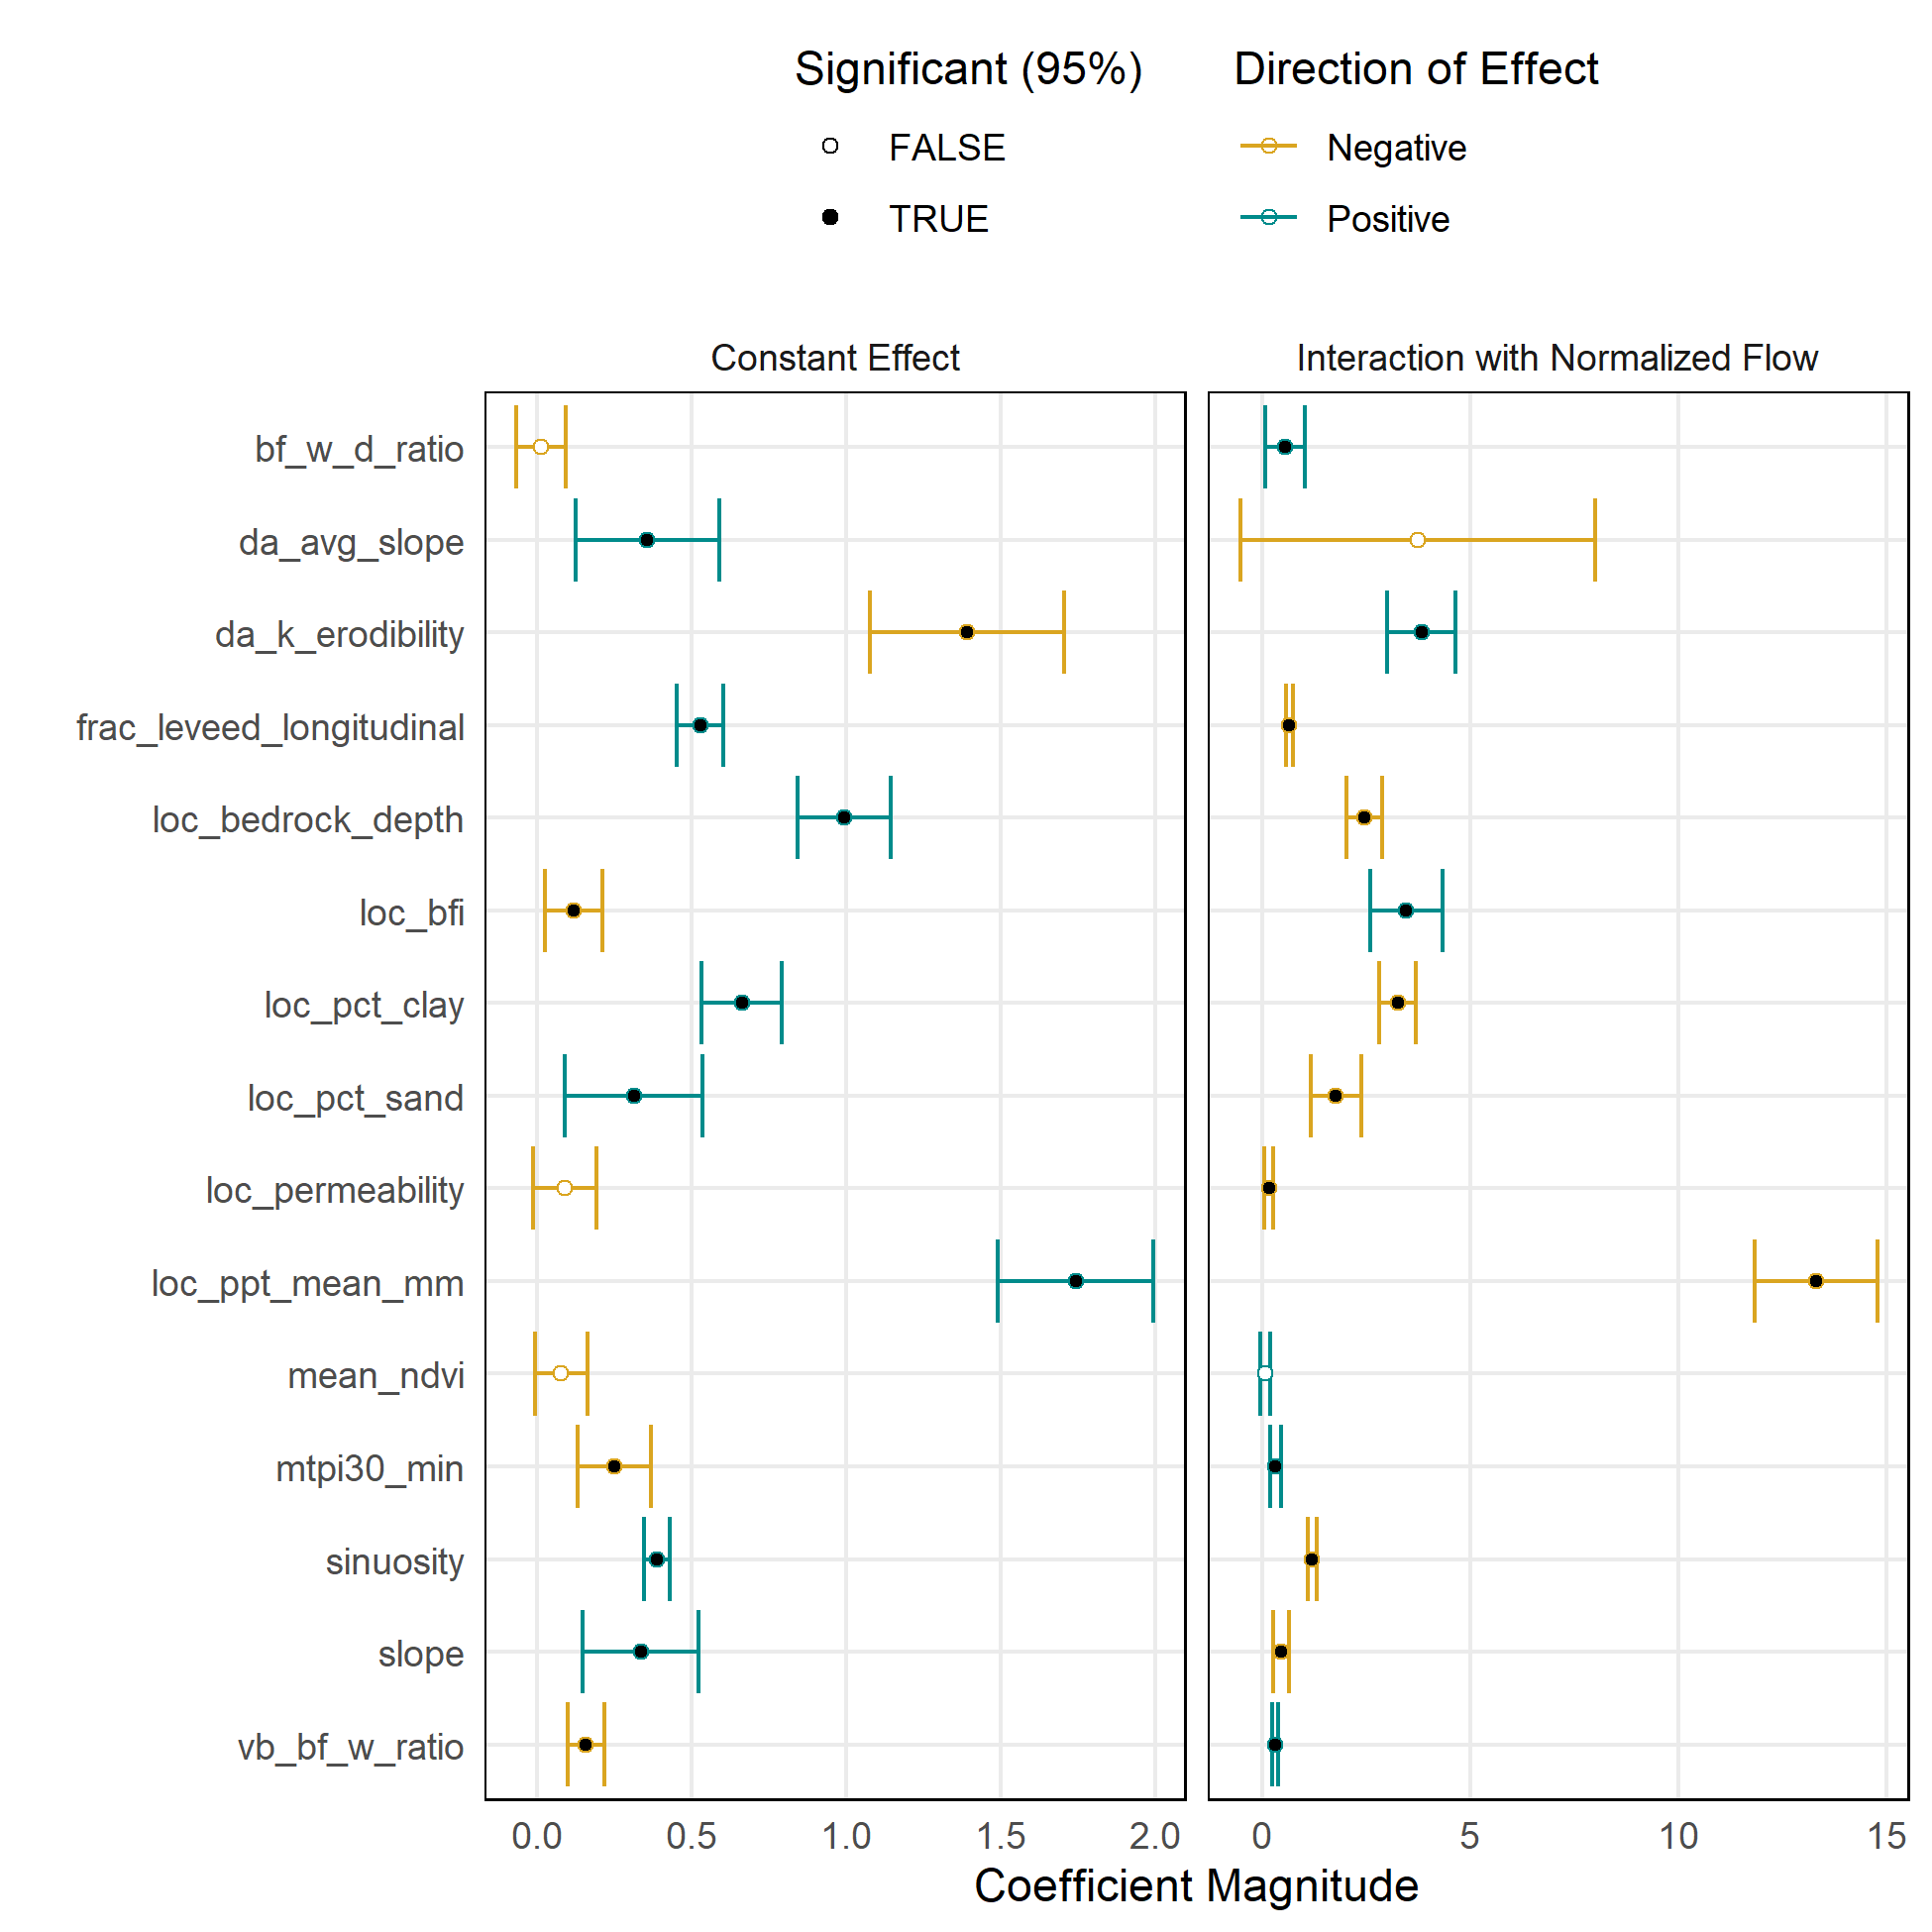 Significant (95%) Direction of Effect
FALSE Negative
TRUE Positive
Constant Effect Interaction with Normalized Flow
bf_w_d_ratio
da_avg_slope
da_k_erodibility
frac_leveed_longitudinal
loc_bedrock_depth
loc_bfi
loc_pct_clay
loc_pct_sand
loc_permeability
loc_ppt_mean_mm
mean_ndvi
mtpi30_min
sinuosity
slope
vb_bf_w_ratio
0.0 0.5 1.0 1.5 2.0 0 5 10 15
Coefficient Magnitude